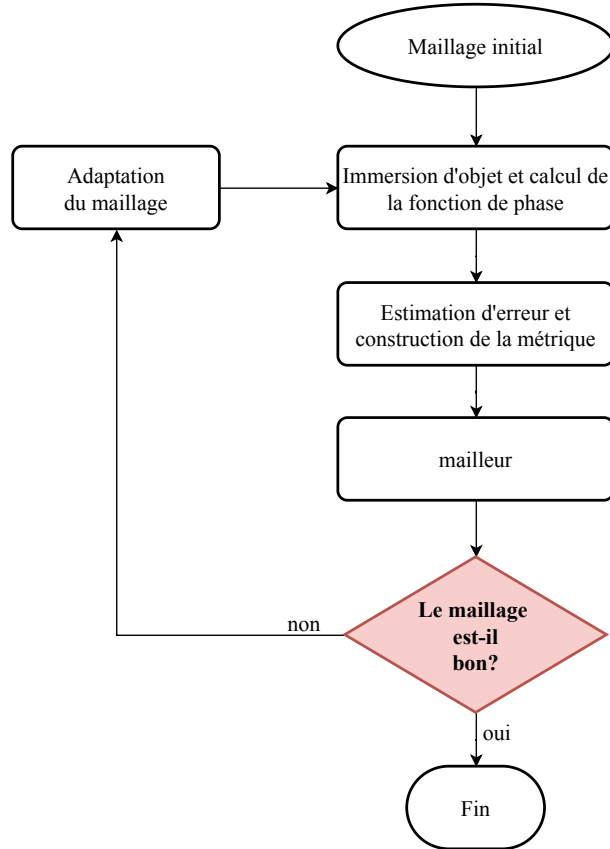 Maillage initial
Adaptation
du maillage
Immersion d'objet et calcul de
la fonction de phase
Estimation d'erreur et
construction de la métrique
mailleur
Le maillage
est-il
bon?
non
oui
Fin